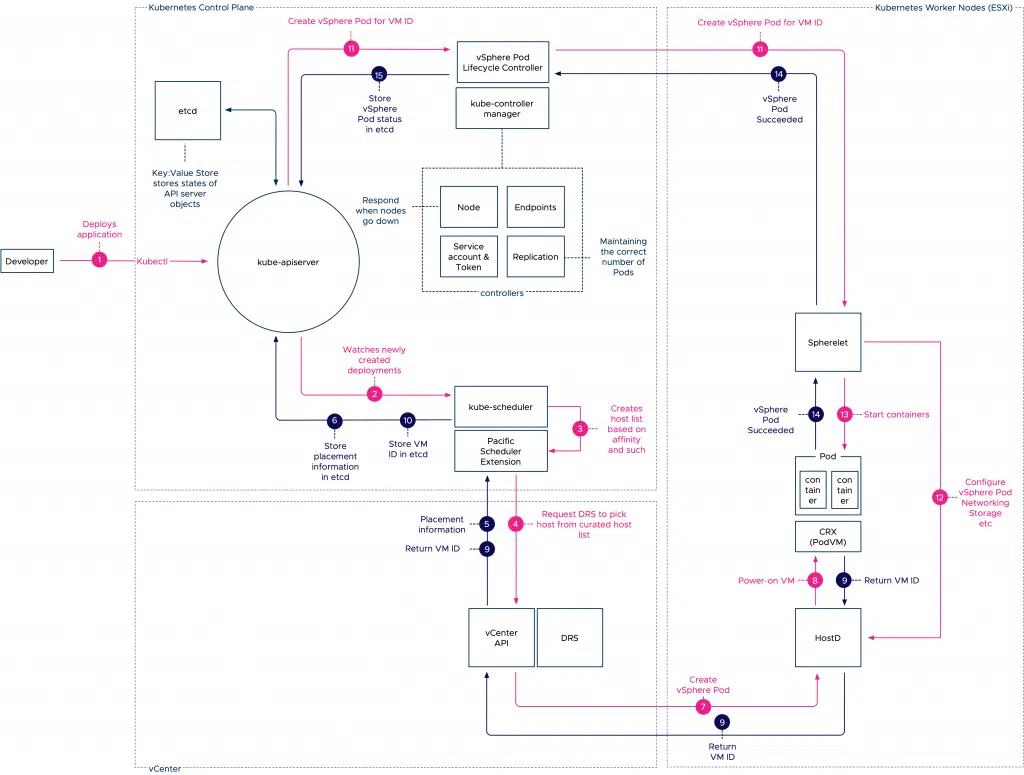 Kubernetes Control Plane
Kubernetes Worker Nodes (ESXi)
Create vSphere Pod for VM ID
11
vSphere Pod
Lifecycle Controller
Create vSphere Pod for VM ID
11
15
Store
vSphere
Pod status
in etcd
14
vSphere
Pod
Succeeded
etcd
kube-controller
manager
Key:Value Store
stores states of
API server
objects
Respond
when nodes
go down
Node
Endpoints
Service
account &
Token
Replication
Maintaining
the correct
number of
Pods
controllers
Deploys
application
Developer
1
Kubectl
kube-apiserver
Spherelet
Watches newly
created
deployments
2
kube-scheduler
6
10
Store
placement
information
in etcd
Store VM
ID in etcd
3
Creates
host list
based on
affinity
and such
Pacific
Scheduler
Extension
vSphere
Pod
Succeeded
14
13
Start containers
Pod
con
tain
er
con
tain
er
12
Configure
vSphere Pod
Networking
Storage
etc
Placement
information
5
4
Request DRS to pick
host from curated host
list
Return VM ID
9
CRX
(PodVM)
Power-on VM
8
9
Return VM ID
vCenter
API
DRS
HostD
Create
vSphere Pod
7
9
Return
VM ID
vCenter